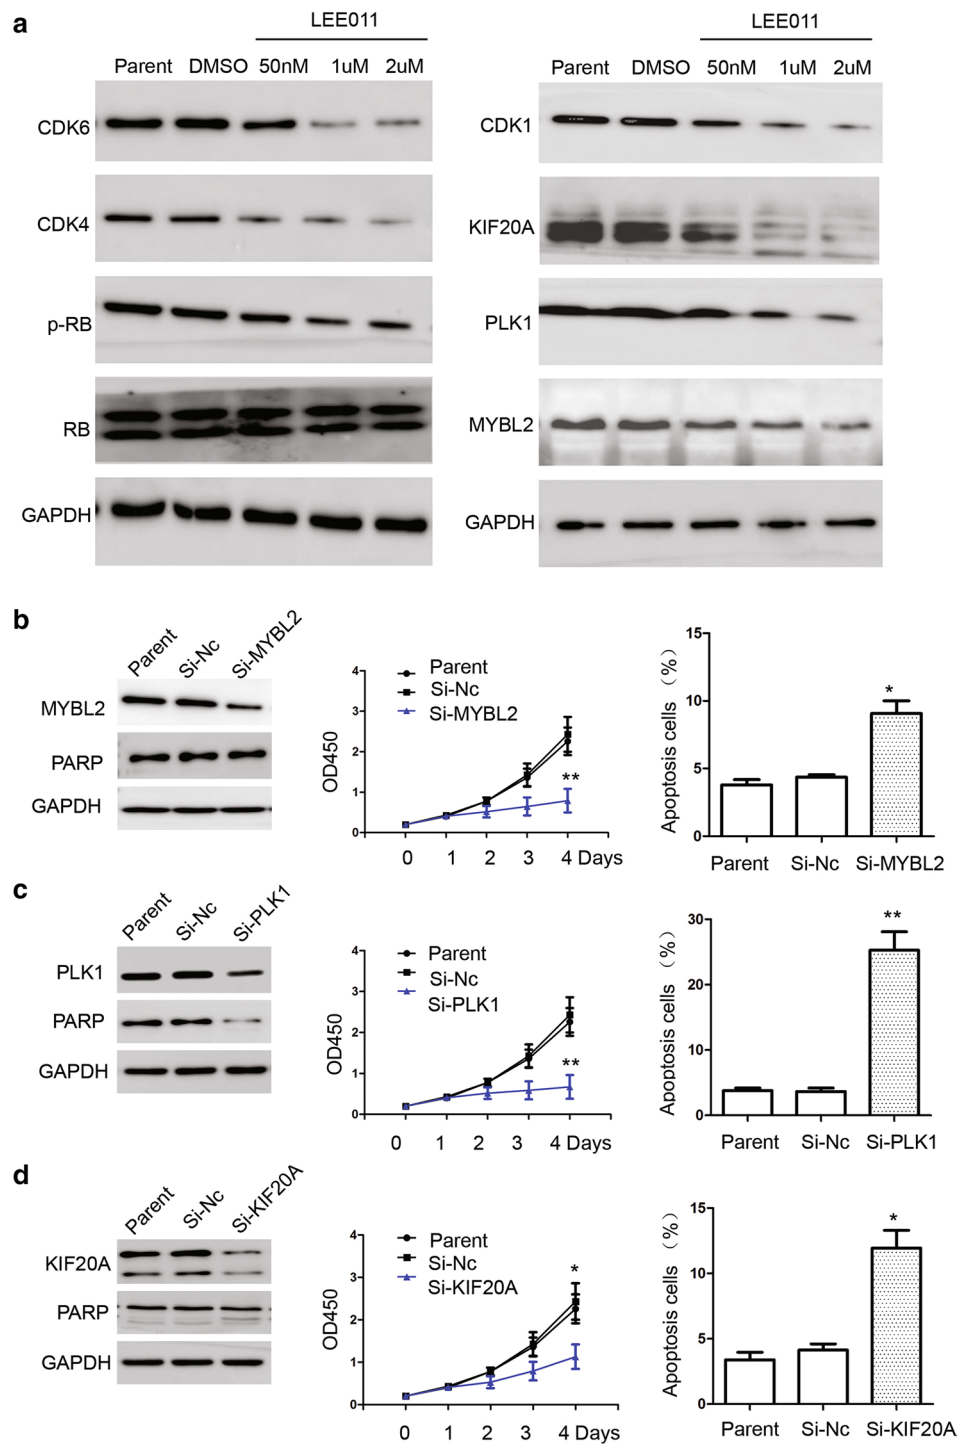 a
LEE011
Parent DMSO 50nM 1uM 2uM
CDK6
CDK4
p-RB
RB
GAPDH
LEE011
Parent DMSO 50nM 1uM 2uM
CDK1
KIF20A
PLK1
MYBL2
GAPDH
b
Parent Si-Nc Si-MYBL2
MYBL2
PARP
GAPDH
OD450
4
3
2
1
0
Parent
Si-Nc
Si-MYBL2
**
0 1 2 3 4 Days
Apoptosis cells (%)
15
10
5
0
*
Parent Si-Nc Si-MYBL2
c
Parent Si-Nc Si-PLK1
PLK1
PARP
GAPDH
OD450
4
3
2
1
0
Parent
Si-Nc
Si-PLK1
**
0 1 2 3 4 Days
Apoptosis cells (%)
30
20
10
0
**
Parent Si-Nc Si-PLK1
d
Parent Si-Nc Si-KIF20A
KIF20A
PARP
GAPDH
OD450
4
3
2
1
0
Parent
Si-Nc
Si-KIF20A
*
0 1 2 3 4 Days
Apoptosis cells (%)
15
10
5
0
*
Parent Si-Nc Si-KIF20A